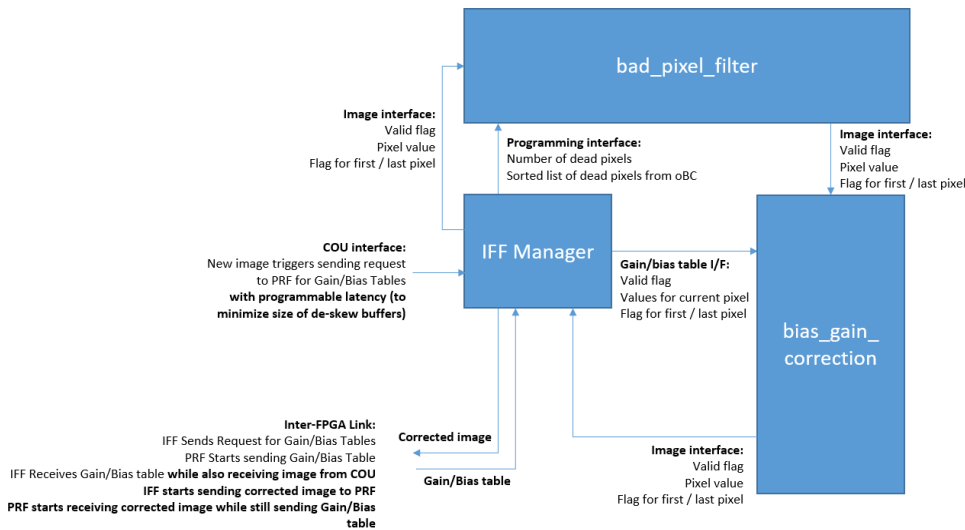 bad_pixel_filter
Image interface:
Valid flag
Pixel value
Flag for first / last pixel
Programming interface:
Number of dead pixels
Sorted list of dead pixels from oBC
Image interface:
Valid flag
Pixel value
Flag for first / last pixel
COU interface:
New image triggers sending request
to PRF for Gain/Bias Tables
with programmable latency (to
minimize size of de-skew buffers)
IFF Manager
Gain/bias table I/F:
Valid flag
Values for current pixel
Flag for first / last pixel
bias_gain_
correction
Inter-FPGA Link:
IFF Sends Request for Gain/Bias Tables
PRF Starts sending Gain/Bias Table
IFF Receives Gain/Bias table while also receiving image from COU
IFF starts sending corrected image to PRF
PRF starts receiving corrected image while still sending Gain/Bias
table
Corrected image
Gain/Bias table
Image interface:
Valid flag
Pixel value
Flag for first / last pixel